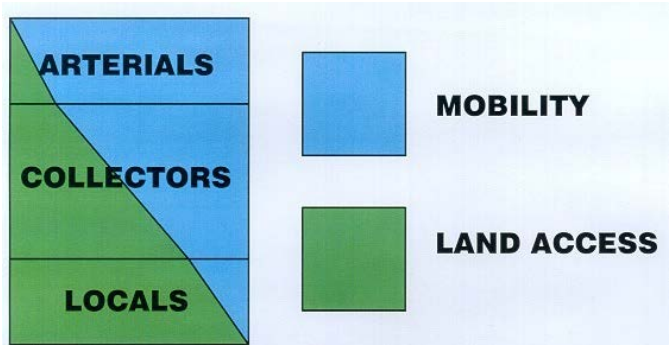 ARTERIALS
COLLECTORS
LOCALS
MOBILITY
LAND ACCESS